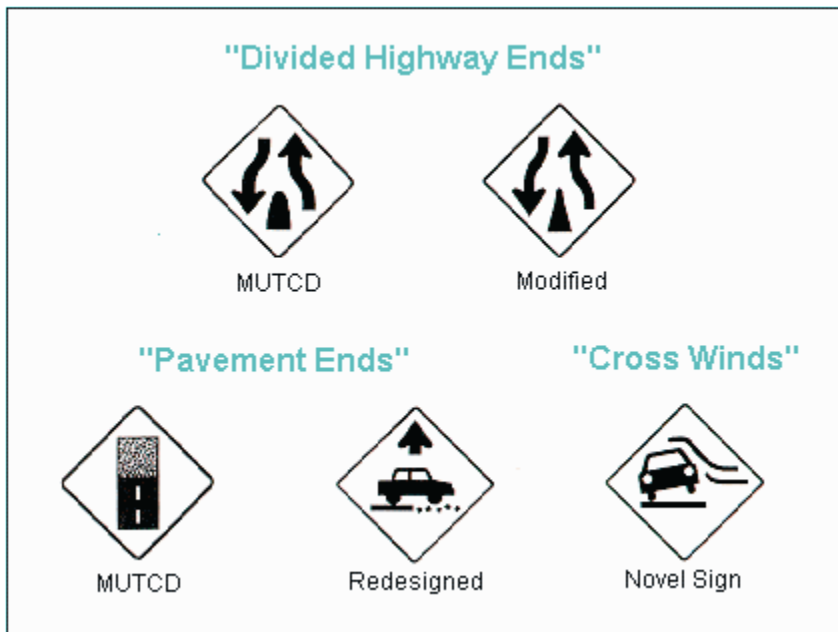 "Divided Highway Ends"
MUTCD Modified
"Pavement Ends" "Cross Winds"
MUTCD Redesigned Novel Sign